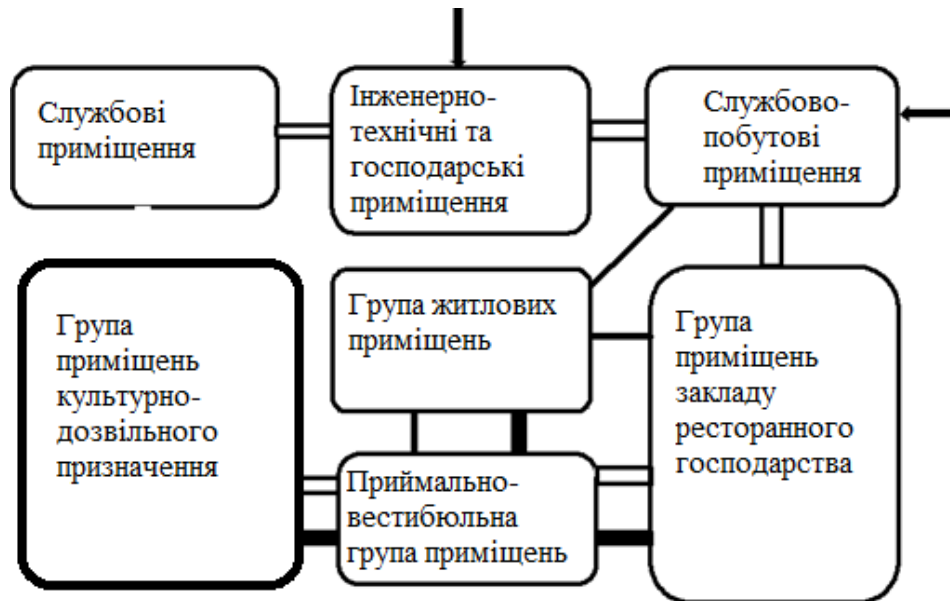 Службові
приміщення
Інженерно-
технічні та
господарські
приміщення
Службово-
побутові
приміщення
Група
приміщень
культурно-
дозвільного
призначення
Група житлових
приміщень
Група
приміщень
закладу
ресторанного
господарства
Приймально-
вестибюльна
група приміщень